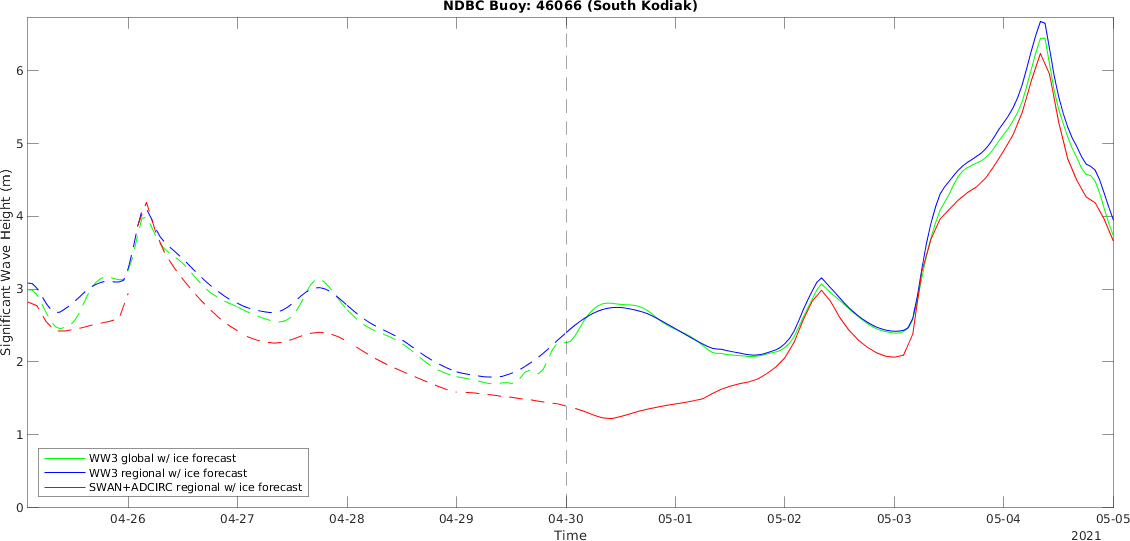 NDBC Buoy: 46066 (South Kodiak)
Significant Wave Height (m)
6
5
4
3
2
1
0
WW3 global w/ ice forecast
WW3 regional w/ ice forecast
SWAN+ADCIRC regional w/ ice forecast
04-26 04-27 04-28 04-29 04-30 05-01 05-02 05-03 05-04 05-05
Time
2021